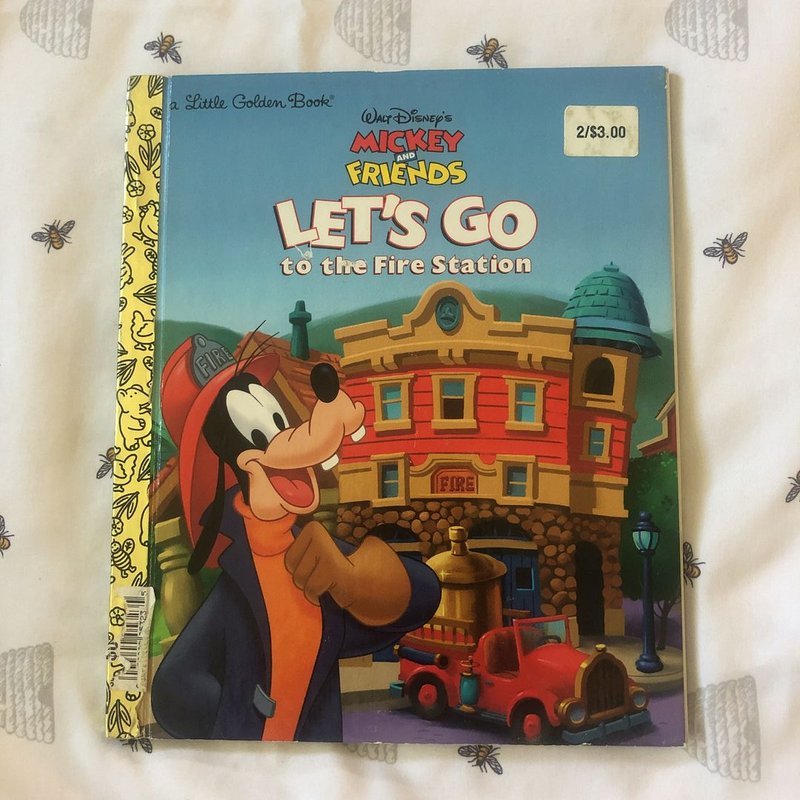 a Little Golden Book®
WALT DISNEY'S
MICKEY
AND
FRIENDS
2/$3.00
LET'S GO
to the Fire Station
FIRE
FIRE